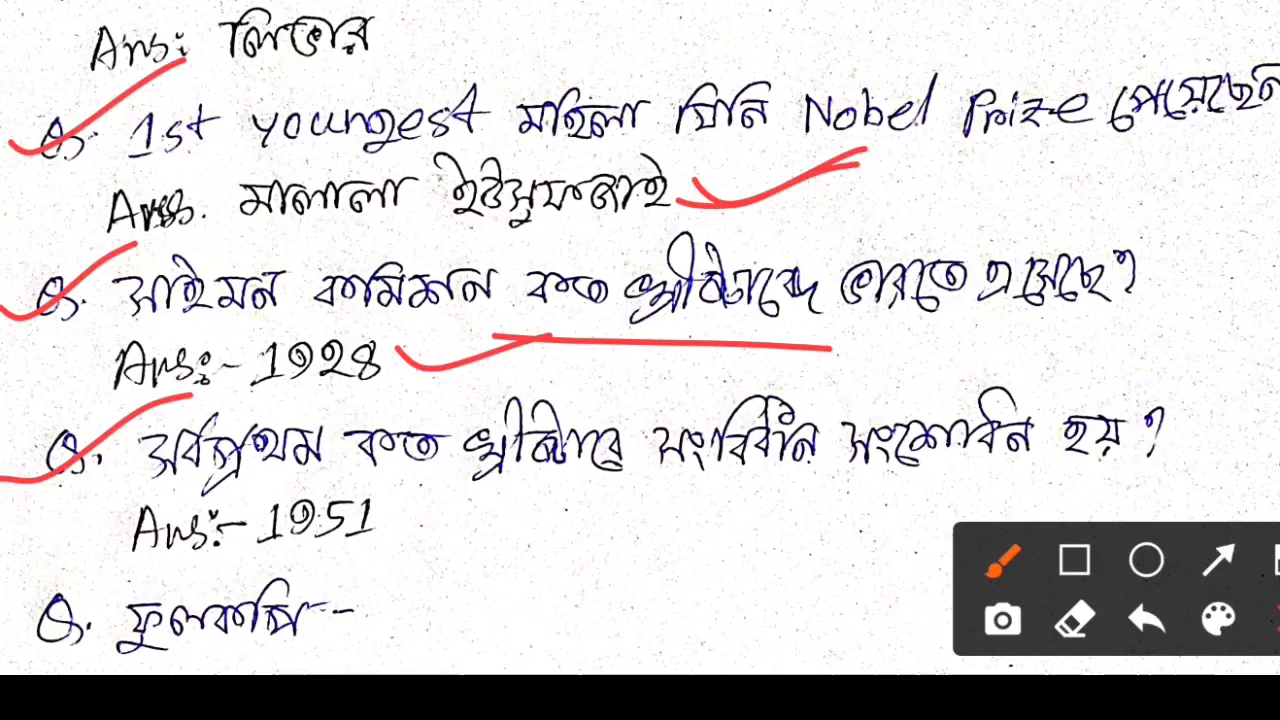 Ans: লিভার
Q. 1st youngest মহিলা যিনি Nobel Prize পেয়েছেন
Ans. মালালা ইউসুফজাই
Q. সাইমন কমিশন কত খ্রীষ্টাব্দে ভারতে এসেছে?
Ans:- 1928
Q. সর্বপ্রথম কত খ্রীষ্টাব্দে সংবিধান সংশোধন হয়?
Ans:- 1951
Q. ফুলকপি -